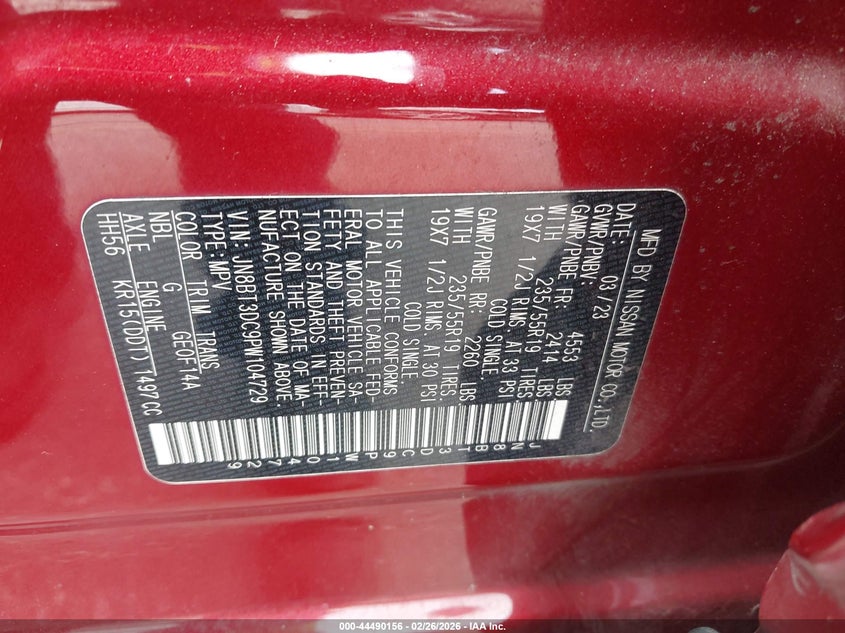 MFD BY NISSAN MOTOR CO.,LTD.
DATE: 03/23
GVWR/PNBV: 4553 LBS
GAWR/PNBE FR: 2414 LBS
WITH 235/55R19 TIRES,
19X7 1/2J RIMS, AT 33 PSI
COLD SINGLE.
GAWR/PNBE RR: 2260 LBS
WITH 235/55R19 TIRES,
19X7 1/2J RIMS, AT 30 PSI
COLD SINGLE.
THIS VEHICLE CONFORMS
TO ALL APPLICABLE FED-
ERAL MOTOR VEHICLE SA-
FETY AND THEFT PREVEN-
TION STANDARDS IN EFF-
ECT ON THE DATE OF MA-
NUFACTURE SHOWN ABOVE.
VIN: JN8BT3DC9PW104729
TYPE: MPV
COLOR TRIM TRANS
NBL G GE0F14A
AXLE ENGINE
HH56 KR15(DDT) 1497CC
JN8BT3DC9PW104729
000-44490156 - 02/26/2026 - IAA Inc.